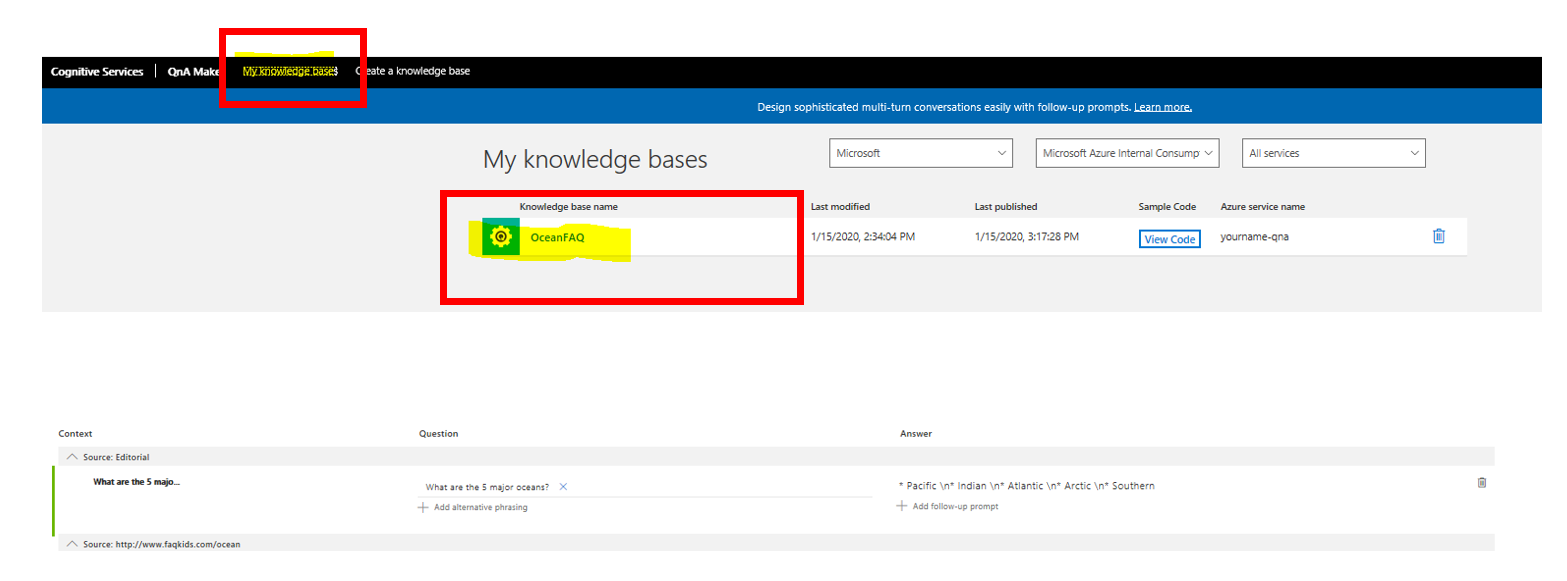 Cognitive Services | QnA Make My knowledge bases Create a knowledge base
Design sophisticated multi-turn conversations easily with follow-up prompts. Learn more.
My knowledge bases
Microsoft
Microsoft Azure Internal Consump
All services
Knowledge base name Last modified Last published Sample Code Azure service name
OceanFAQ 1/15/2020, 2:34:04 PM 1/15/2020, 3:17:28 PM View Code yourname-qna
Context Question Answer
Source: Editorial
What are the 5 majo... What are the 5 major oceans? * Pacific \n* Indian \n* Atlantic \n* Arctic \n* Southern
Add alternative phrasing Add follow-up prompt
Source: http://www.faqkids.com/ocean